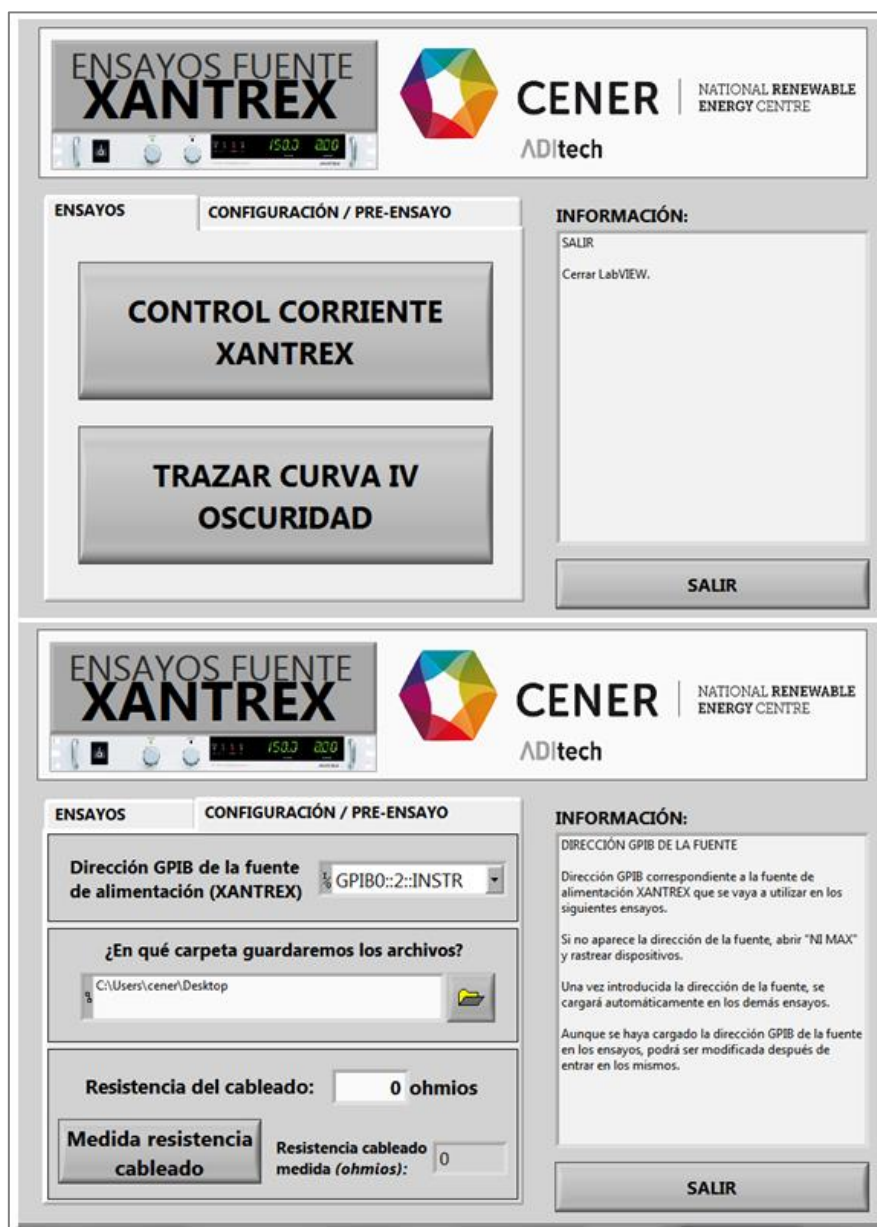 ENSAYOS FUENTE
XANTREX
150.0 200
CENER
NATIONAL RENEWABLE
ENERGY CENTRE
ADItech
ENSAYOS
CONFIGURACIÓN / PRE-ENSAYO
CONTROL CORRIENTE
XANTREX
TRAZAR CURVA IV
OSCURIDAD
INFORMACIÓN:
SALIR
Cerrar LabVIEW.
SALIR
ENSAYOS FUENTE
XANTREX
150.0 200
CENER
NATIONAL RENEWABLE
ENERGY CENTRE
ADItech
ENSAYOS
CONFIGURACIÓN / PRE-ENSAYO
Dirección GPIB de la fuente
de alimentación (XANTREX)
GPIB0::2::INSTR
¿En qué carpeta guardaremos los archivos?
C:\Users\cener\Desktop
Resistencia del cableado:
0 ohmios
Medida resistencia
cableado
Resistencia cableado
medida (ohmios):
0
INFORMACIÓN:
DIRECCIÓN GPIB DE LA FUENTE
Dirección GPIB correspondiente a la fuente de
alimentación XANTREX que se vaya a utilizar en los
siguientes ensayos.
Si no aparece la dirección de la fuente, abrir "NI MAX"
y rastrear dispositivos.
Una vez introducida la dirección de la fuente, se
cargará automáticamente en los demás ensayos.
Aunque se haya cargado la dirección GPIB de la fuente
en los ensayos, podrá ser modificada después de
entrar en los mismos.
SALIR